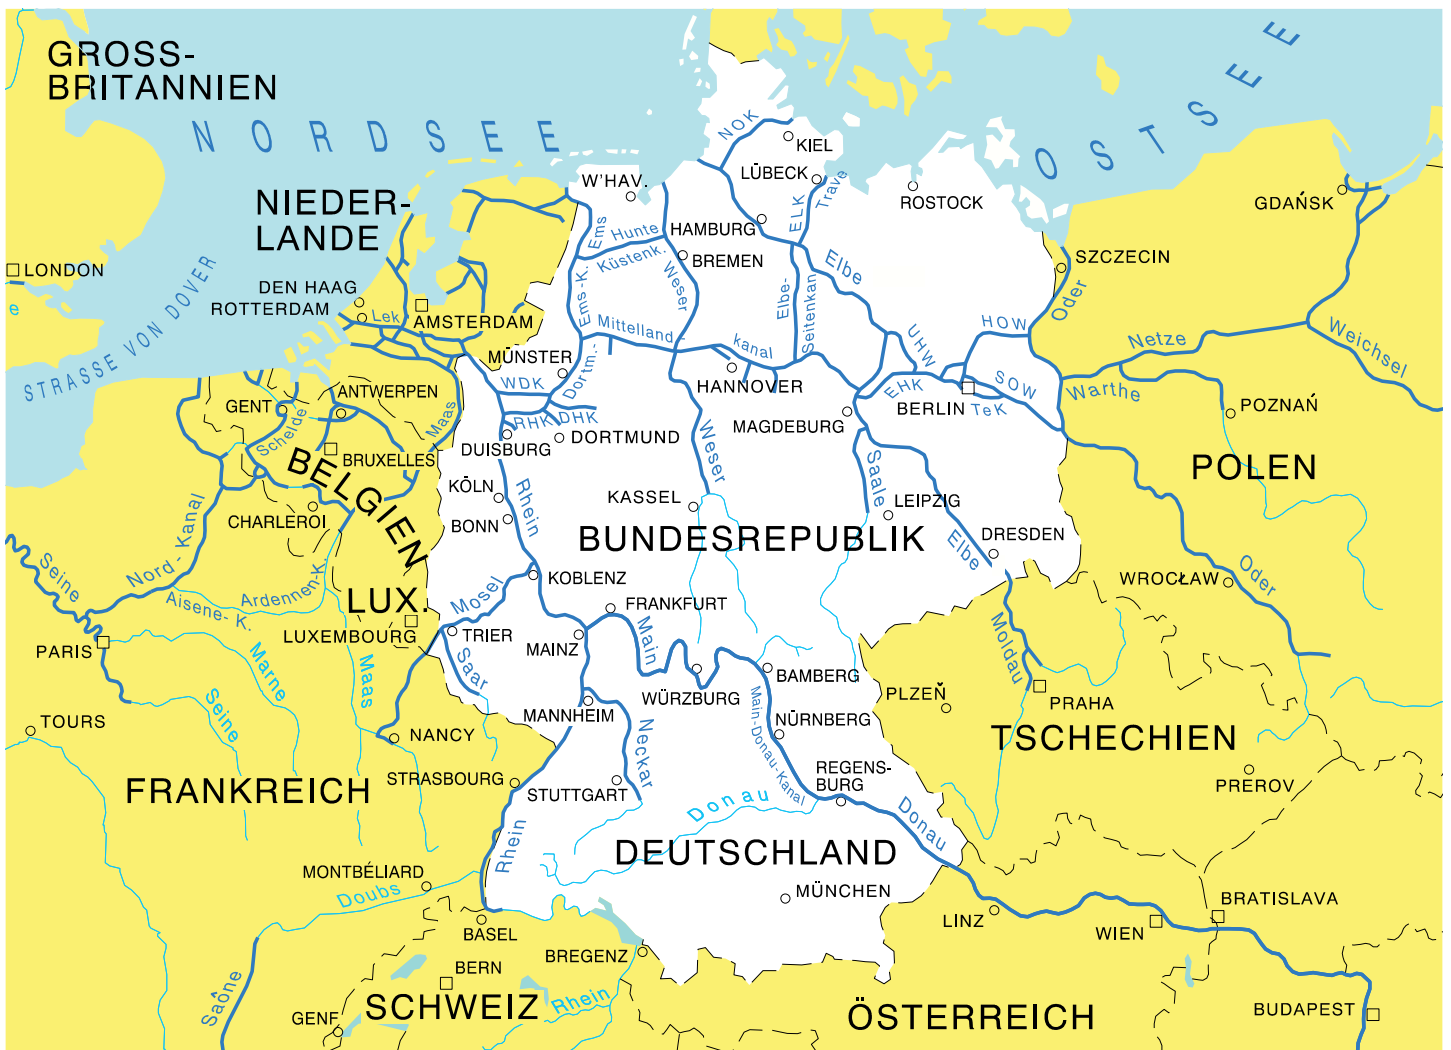 GROSS-
BRITANNIEN
NORDSEE
OSTSEE
NOK
KIEL
LÜBECK
W'HAV.
ROSTOCK
Trave
ELK
GDAŃSK
NIEDER-
LANDE
Ems
Hunte
HAMBURG
Küstenk.
BREMEN
Elbe
SZCZECIN
LONDON
e
DEN HAAG
ROTTERDAM
Lek
AMSTERDAM
STRASSE VON DOVER
Ems-K.
Weser
Elbe-
Seitenkan
Oder
HOW
UHW
Netze
Weichsel
Mittelland-
kanal
MÜNSTER
Dortm.-
WDK
HANNOVER
EHK
SOW
Warthe
ANTWERPEN
GENT
Maas
Schelde
RHK
DHK
BERLIN
TeK
POZNAŃ
MAGDEBURG
DUISBURG
DORTMUND
BRUXELLES
BELGIEN
POLEN
Weser
Saale
KÖLN
Rhein
KASSEL
LEIPZIG
CHARLEROI
BONN
BUNDESREPUBLIK
Elbe
DRESDEN
Seine
Nord-Kanal
Aisene-K.
Ardennen-K.
LUX.
Mosel
KOBLENZ
FRANKFURT
WROCŁAW
Oder
LUXEMBOURG
TRIER
MAINZ
Main
Moldau
PARIS
Marne
Maas
Saar
WÜRZBURG
BAMBERG
PLZEŇ
PRAHA
Seine
TOURS
NANCY
MANNHEIM
Neckar
Main-Donau-Kanal
NÜRNBERG
TSCHECHIEN
STRASBOURG
STUTTGART
REGENS-
BURG
PREROV
FRANKREICH
Donau
Donau
Rhein
DEUTSCHLAND
MONTBÉLIARD
Doubs
MÜNCHEN
BRATISLAVA
LINZ
WIEN
BASEL
BREGENZ
BERN
Saône
SCHWEIZ
Rhein
GENF
ÖSTERREICH
BUDAPEST